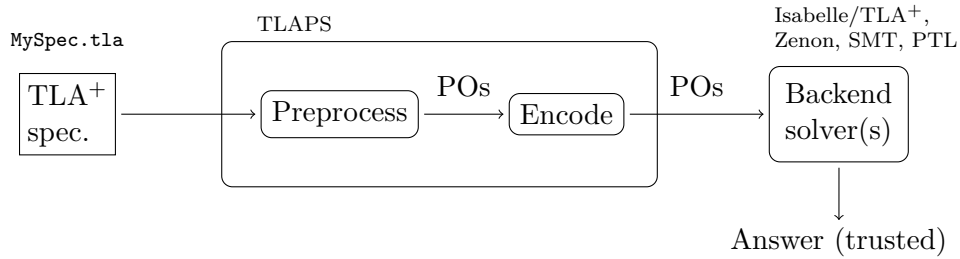 TLAPS
Isabelle/TLA⁺,
Zenon, SMT, PTL
MySpec.tla
TLA⁺
spec.
Preprocess
POs
Encode
POs
Backend
solver(s)
Answer (trusted)